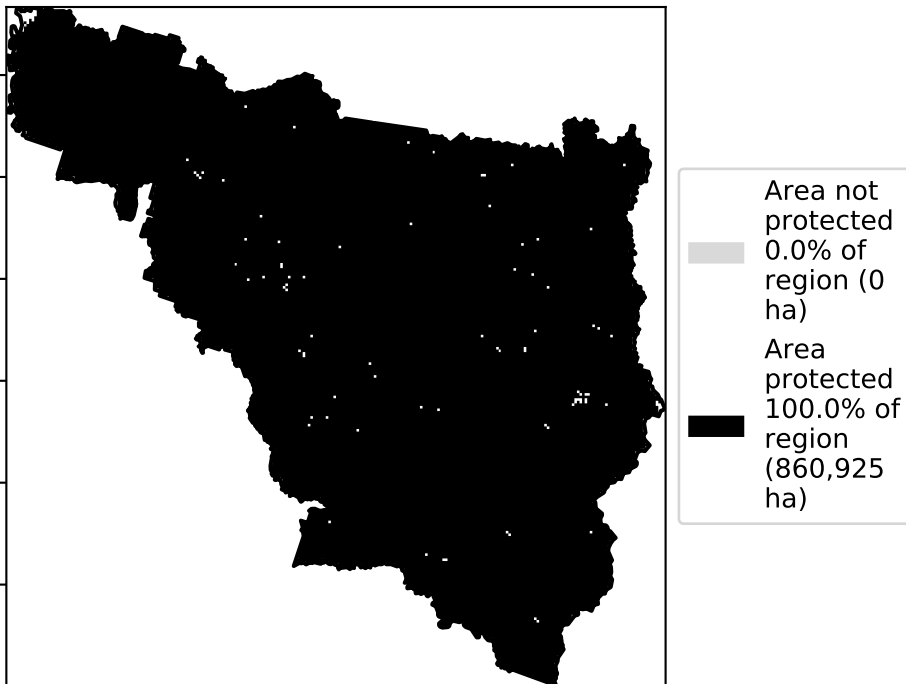 Area not
protected
0.0% of
region (0
ha)
Area
protected
100.0% of
region
(860,925
ha)